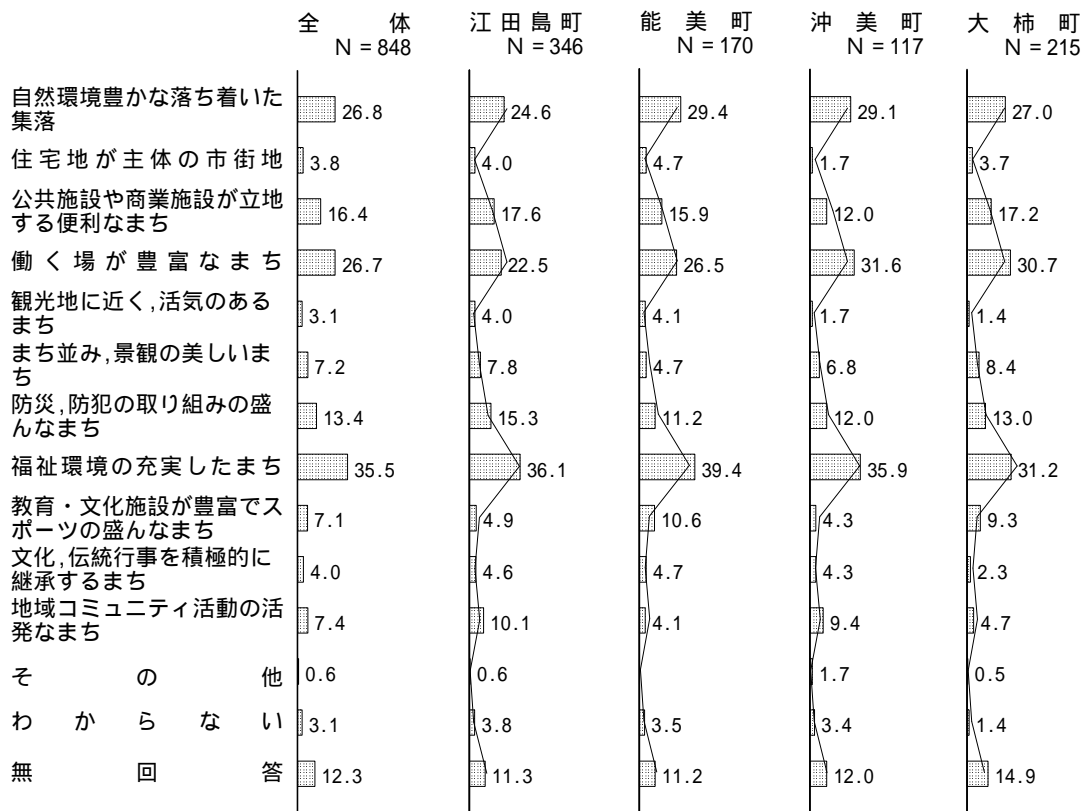 全体 江田島町 能美町 沖美町 大柿町
N=848 N=346 N=170 N=117 N=215
自然環境豊かな落ち着いた
集落
26.8 24.6 29.4 29.1 27.0
住宅地が主体の市街地 3.8 4.0 4.7 1.7 3.7
公共施設や商業施設が立地
する便利なまち
16.4 17.6 15.9 12.0 17.2
働く場が豊富なまち 26.7 22.5 26.5 31.6 30.7
観光地に近く,活気のある
まち
3.1 4.0 4.1 1.7 1.4
まち並み,景観の美しいま
ち
7.2 7.8 4.7 6.8 8.4
防災,防犯の取り組みの盛
んなまち
13.4 15.3 11.2 12.0 13.0
福祉環境の充実したまち 35.5 36.1 39.4 35.9 31.2
教育・文化施設が豊富でス
ポーツの盛んなまち
7.1 4.9 10.6 4.3 9.3
文化,伝統行事を積極的に
継承するまち
4.0 4.6 4.7 4.3 2.3
地域コミュニティ活動の活
発なまち
7.4 10.1 4.1 9.4 4.7
その他 0.6 0.6 1.7 0.5
わからない 3.1 3.8 3.5 3.4 1.4
無回答 12.3 11.3 11.2 12.0 14.9